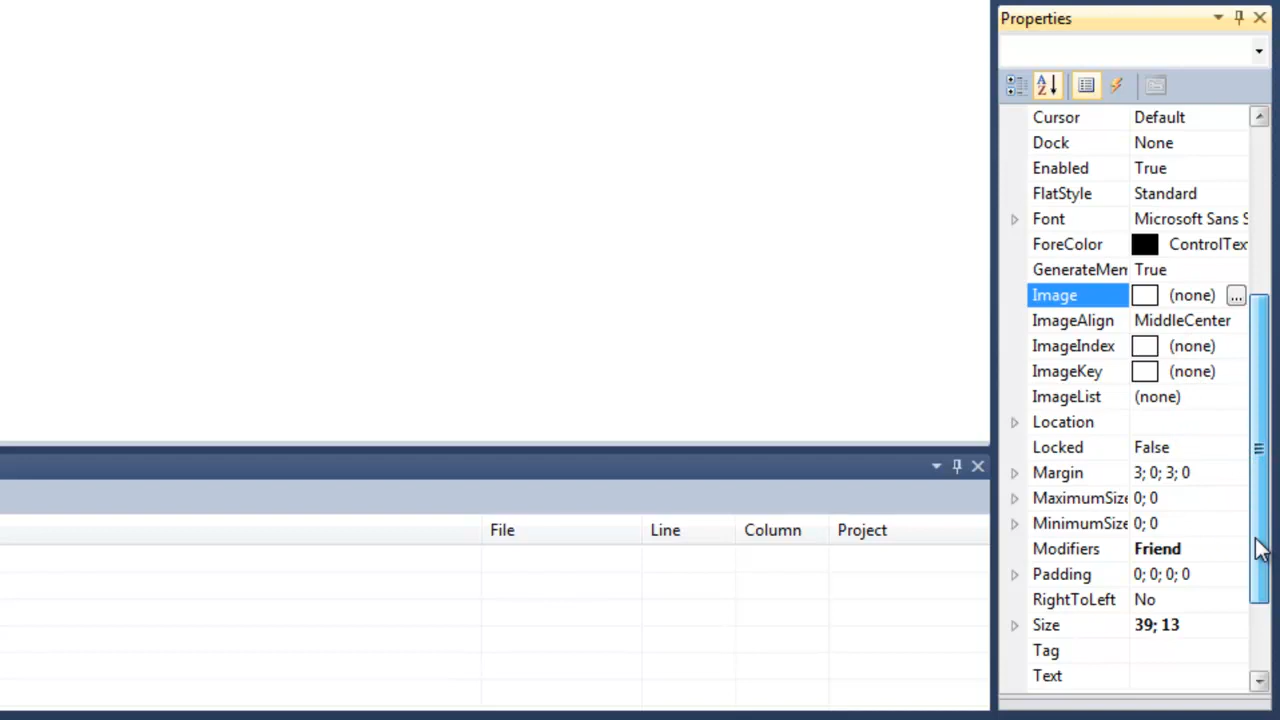 Properties
Cursor Default
Dock None
Enabled True
FlatStyle Standard
Font Microsoft Sans S
ForeColor ControlTex
GenerateMem True
Image (none) ...
ImageAlign MiddleCenter
ImageIndex (none)
ImageKey (none)
ImageList (none)
Location
Locked False
Margin 3; 0; 3; 0
MaximumSize 0; 0
MinimumSize 0; 0
Modifiers Friend
Padding 0; 0; 0; 0
RightToLeft No
Size 39; 13
Tag
Text
File Line Column Project